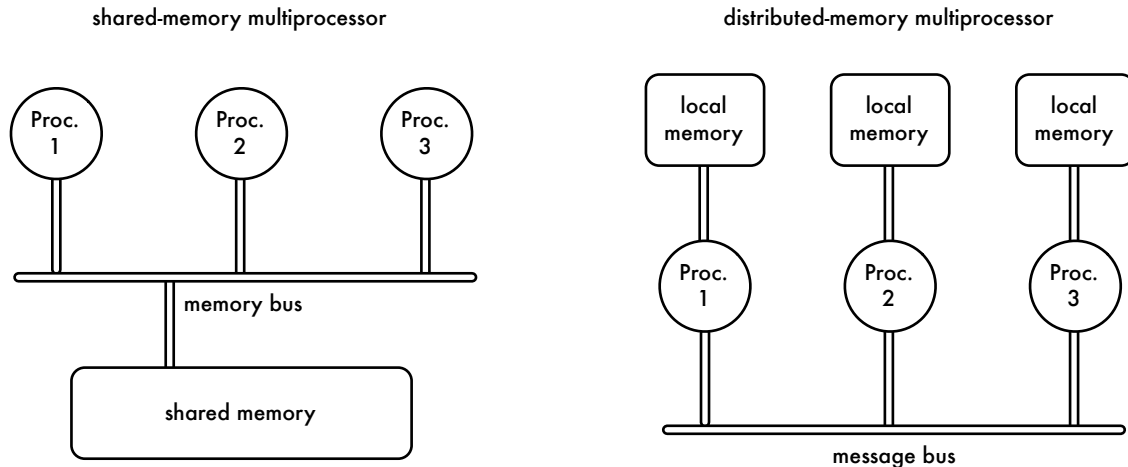 shared-memory multiprocessor
Proc.
1
Proc.
2
Proc.
3
memory bus
shared memory
distributed-memory multiprocessor
local
memory
local
memory
local
memory
Proc.
1
Proc.
2
Proc.
3
message bus